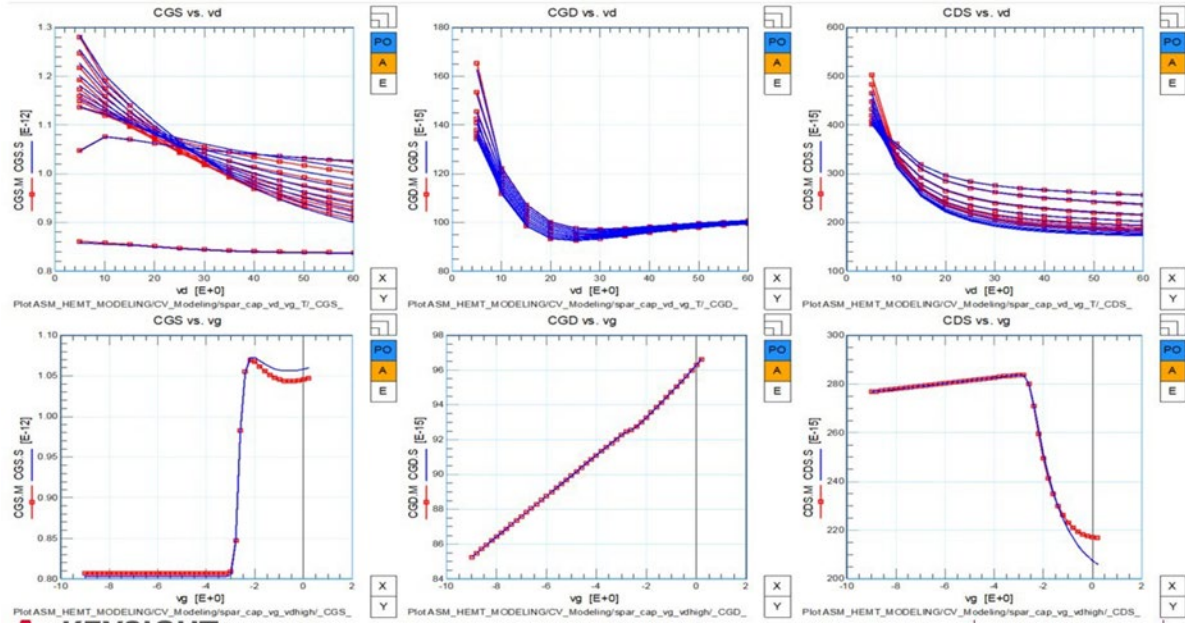 CGS vs. vd
CGD vs. vd
CDS vs. vd
1.3
1.2
1.1
1.0
0.9
0.8
CGS.M CGS.S [E-12]
0 10 20 30 40 50 60
vd [E+0]
PO
A
E
X
Y
180
160
140
120
100
80
CGD.M CGD.S [E-15]
0 10 20 30 40 50 60
vd [E+0]
PO
A
E
X
Y
600
500
400
300
200
100
CDS.M CDS.S [E-15]
0 10 20 30 40 50 60
vd [E+0]
PO
A
E
X
Y
Plot ASM_HEMT_MODELING/CV_Modeling/spar_cap_vd_vg_T/_CGS_
Plot ASM_HEMT_MODELING/CV_Modeling/spar_cap_vd_vg_T/_CGD_
Plot ASM_HEMT_MODELING/CV_Modeling/spar_cap_vd_vg_T/_CDS_
CGS vs. vg
CGD vs. vg
CDS vs. vg
1.10
1.05
1.00
0.95
0.90
0.85
0.80
CGS.M CGS.S [E-12]
-10 -8 -6 -4 -2 0 2
vg [E+0]
PO
A
E
X
Y
98
96
94
92
90
88
86
84
CGD.M CGD.S [E-15]
-10 -8 -6 -4 -2 0 2
vg [E+0]
PO
A
E
X
Y
300
280
260
240
220
200
CDS.M CDS.S [E-15]
-10 -8 -6 -4 -2 0 2
vg [E+0]
PO
A
E
X
Y
Plot ASM_HEMT_MODELING/CV_Modeling/spar_cap_vg_vdhigh/_CGS_
Plot ASM_HEMT_MODELING/CV_Modeling/spar_cap_vg_vdhigh/_CGD_
Plot ASM_HEMT_MODELING/CV_Modeling/spar_cap_vg_vdhigh/_CDS_
KEYSIGHT